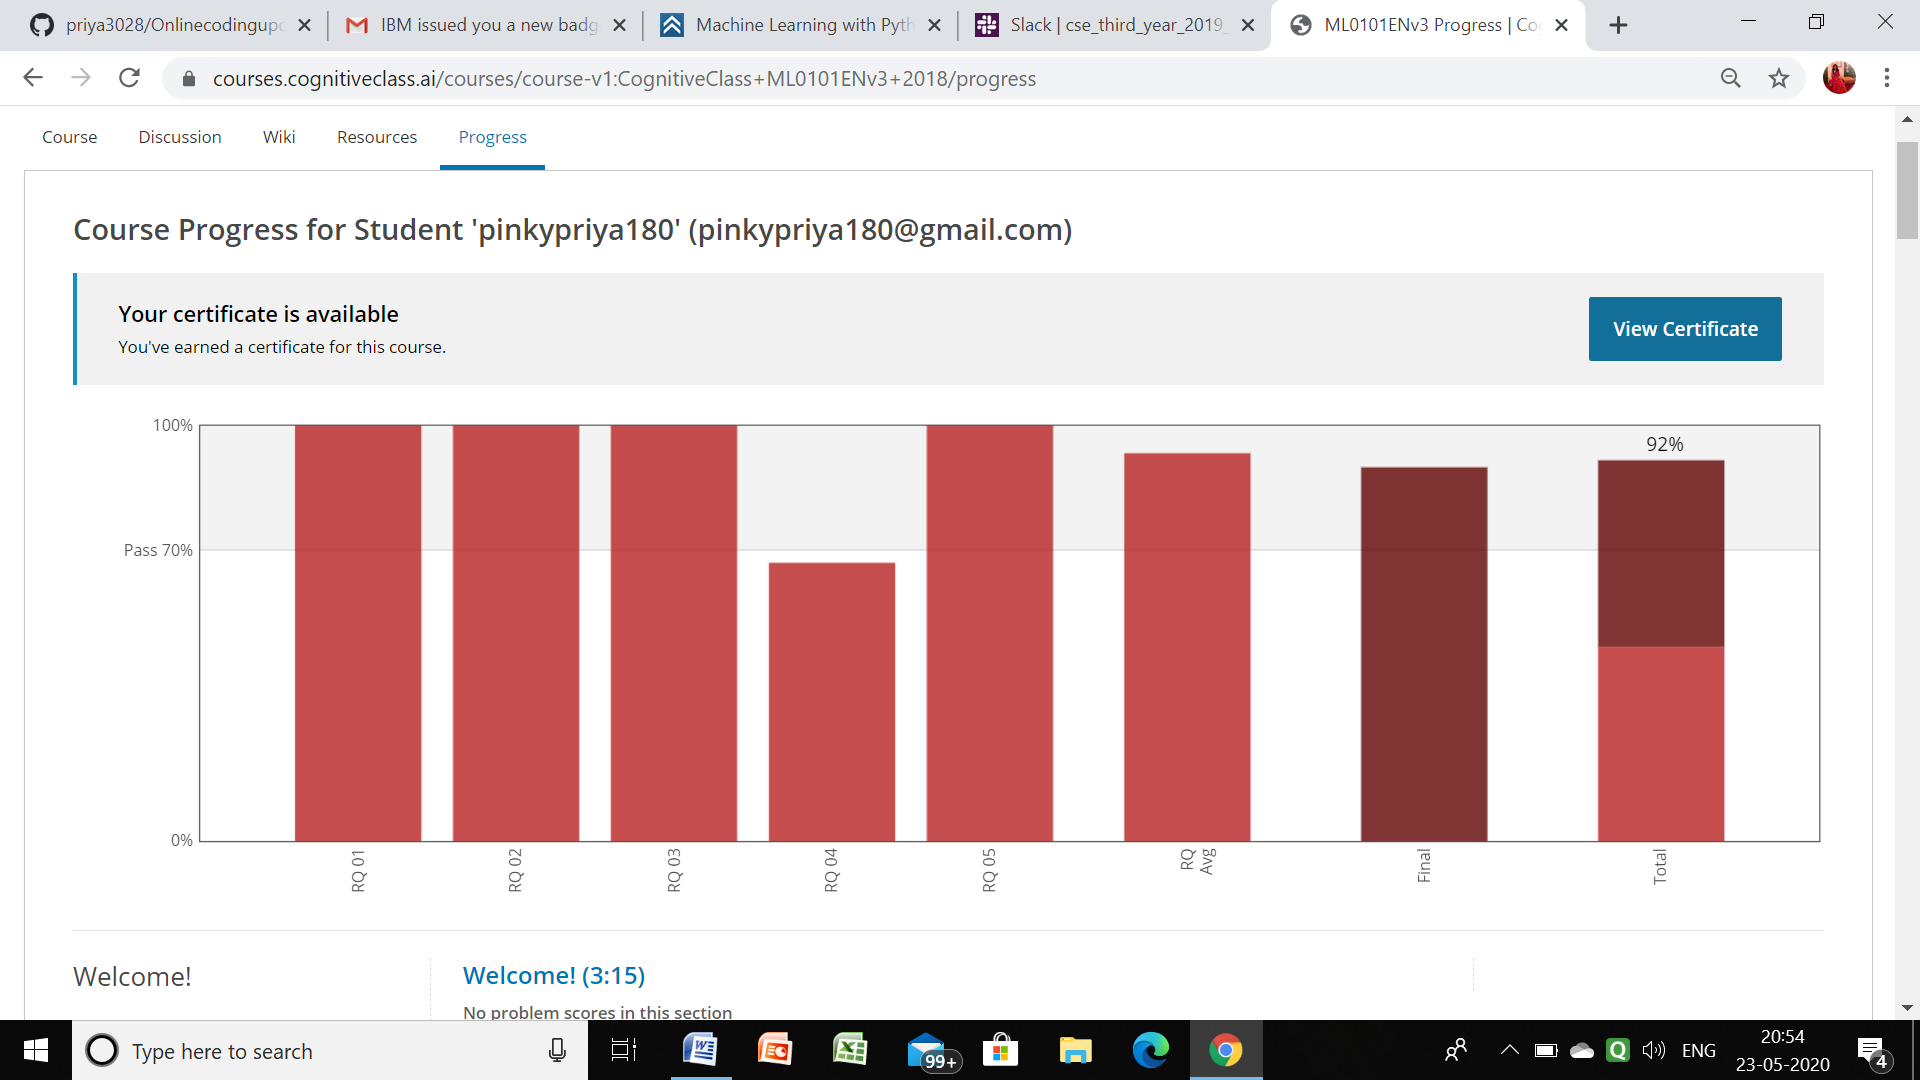 priya3028/Onlinecodingup
IBM issued you a new badg
Machine Learning with Pyth
Slack | cse_third_year_2019_
ML0101ENv3 Progress | Co
courses.cognitiveclass.ai/courses/course-v1:CognitiveClass+ML0101ENv3+2018/progress
Course
Discussion
Wiki
Resources
Progress
Course Progress for Student 'pinkypriya180' (pinkypriya180@gmail.com)
Your certificate is available
You've earned a certificate for this course.
View Certificate
100%
Pass 70%
0%
92%
RQ 01
RQ 02
RQ 03
RQ 04
RQ 05
RQ
Avg
Final
Total
Welcome!
Welcome! (3:15)
No problem scores in this section
Type here to search
99+
ENG
20:54
23-05-2020
4